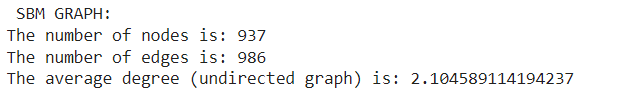 SBM GRAPH:
The number of nodes is: 937
The number of edges is: 986
The average degree (undirected graph) is: 2.104589114194237